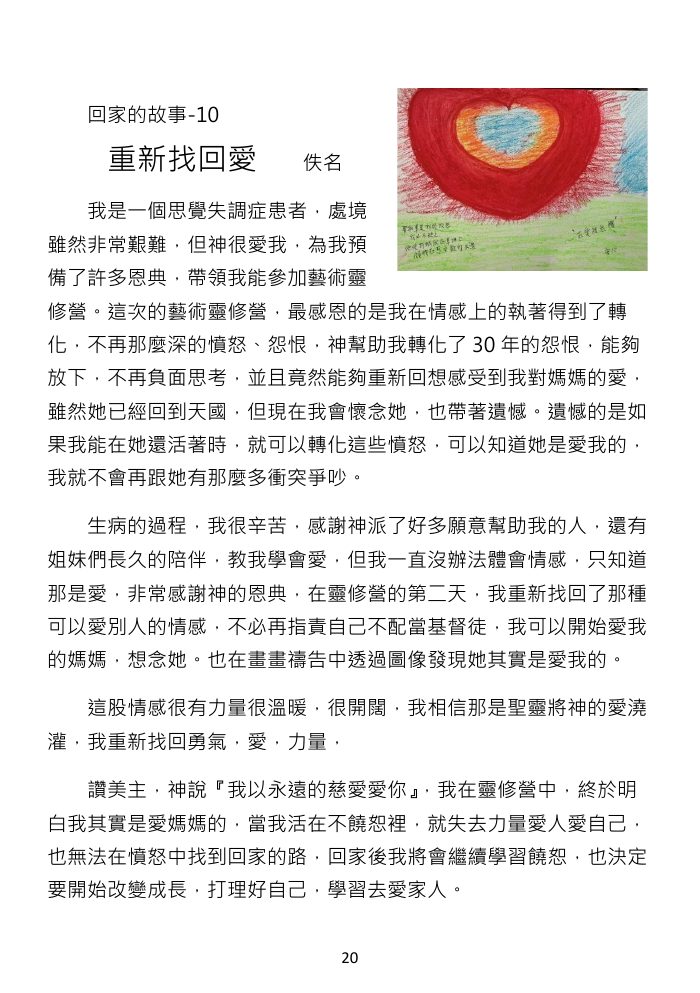 回家的故事-10
重新找回愛 佚名
我是一個思覺失調症患者，處境
雖然非常艱難，但神很愛我，為我預
備了許多恩典，帶領我能參加藝術靈
修營。這次的藝術靈修營，最感恩的是我在情感上的執著得到了轉
化，不再那麼深的憤怒、怨恨，神幫助我轉化了 30 年的怨恨，能夠
放下，不再負面思考，並且竟然能夠重新回想感受到我對媽媽的愛，
雖然她已經回到天國，但現在我會懷念她，也帶著遺憾。遺憾的是如
果我能在她還活著時，就可以轉化這些憤怒，可以知道她是愛我的，
我就不會再跟她有那麼多衝突爭吵。
生病的過程，我很辛苦，感謝神派了好多願意幫助我的人，還有
姐妹們長久的陪伴，教我學會愛，但我一直沒辦法體會情感，只知道
那是愛，非常感謝神的恩典，在靈修營的第二天，我重新找回了那種
可以愛別人的情感，不必再指責自己不配當基督徒，我可以開始愛我
的媽媽，想念她。也在畫畫禱告中透過圖像發現她其實是愛我的。
這股情感很有力量很溫暖，很開闊，我相信那是聖靈將神的愛澆
灌，我重新找回勇氣，愛，力量，
讚美主，神說『我以永遠的慈愛愛你』，我在靈修營中，終於明
白我其實是愛媽媽的，當我活在不饒恕裡，就失去力量愛人愛自己，
也無法在憤怒中找到回家的路，回家後我將會繼續學習饒恕，也決定
要開始改變成長，打理好自己，學習去愛家人。
20